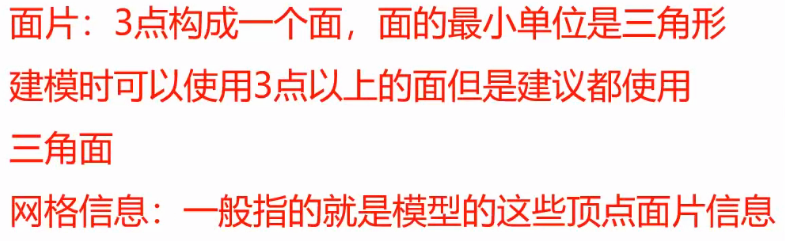 面片：3点构成一个面，面的最小单位是三角形
建模时可以使用3点以上的面但是建议都使用
三角面
网格信息：一般指的就是模型的这些顶点面片信息